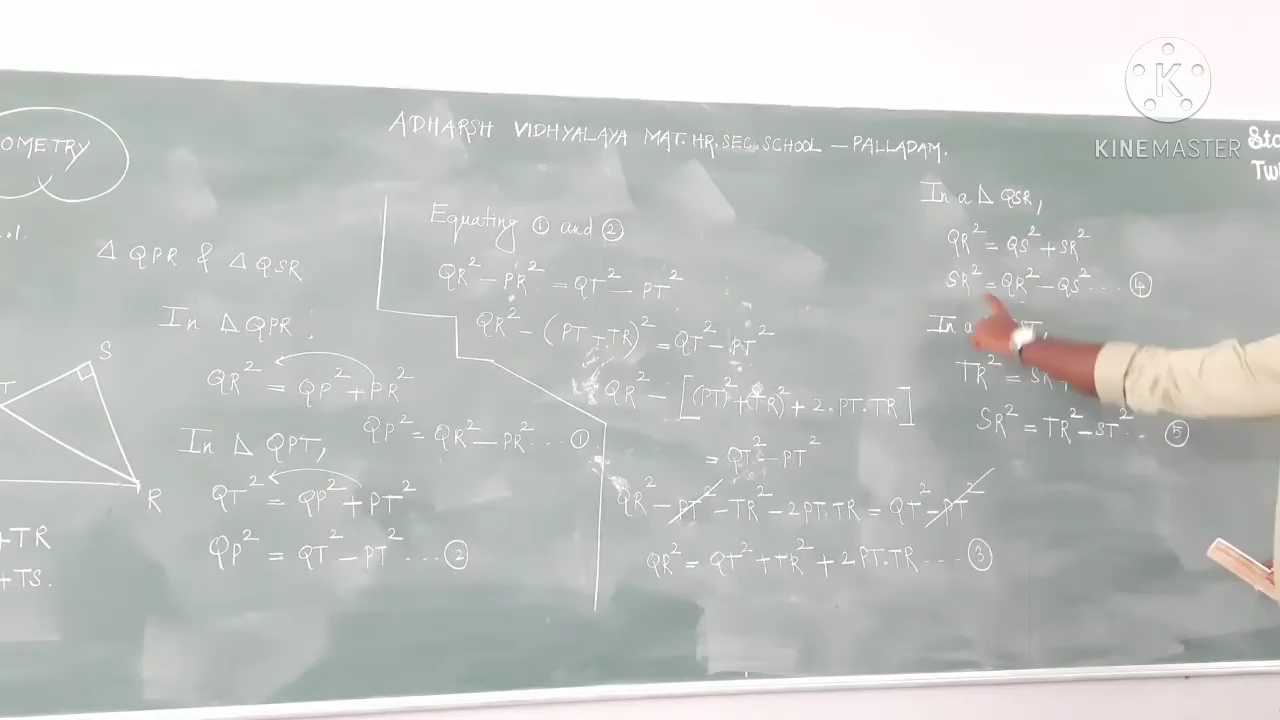 OMETRY
Δ QPR & Δ QSR
In Δ QPR
QR² = QP² + PR²
QP² = QR² – PR² .... ①
In Δ QPT,
QT² = QP² + PT²
QP² = QT² – PT² .... ②
S
T
R
+TR
+TS.
ADHARSH VIDHYALAYA MAT. HR. SEC. SCHOOL – PALLADAM.
Equating ① and ②
QR² – PR² = QT² – PT²
QR² – (PT + TR)² = QT² – PT²
QR² – [(PT)² + (TR)² + 2. PT. TR]
= QT² – PT²
QR² – PT² – TR² – 2PT. TR = QT² – PT²
QR² = QT² + TR² + 2 PT. TR .... ③
In a Δ QSR,
QR² = QS² + SR²
SR² = QR² – QS² .... ④
In a
TR² =
SR² = TR² – ST² .. ⑤
K
KINEMASTER